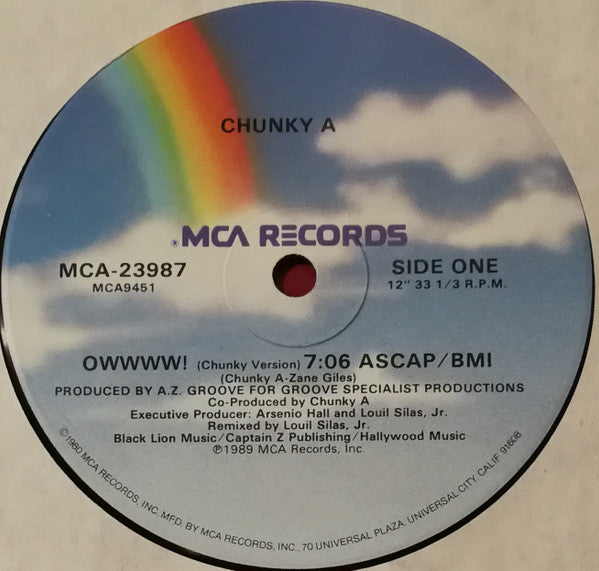 CHUNKY A
MCA RECORDS
MCA-23987
MCA9451
SIDE ONE
12" 33 1/3 R.P.M.
OWWWW! (Chunky Version) 7:06 ASCAP/BMI
(Chunky A-Zane Giles)
PRODUCED BY A.Z. GROOVE FOR GROOVE SPECIALIST PRODUCTIONS
Co-Produced by Chunky A
Executive Producer: Arsenio Hall and Louil Silas, Jr.
Remixed by Louil Silas, Jr.
Black Lion Music/Captain Z Publishing/Hallywood Music
℗1989 MCA Records, Inc.
©1980 MCA RECORDS, INC. MFD. BY MCA RECORDS, INC., 70 UNIVERSAL PLAZA, UNIVERSAL CITY, CALIF. 91608